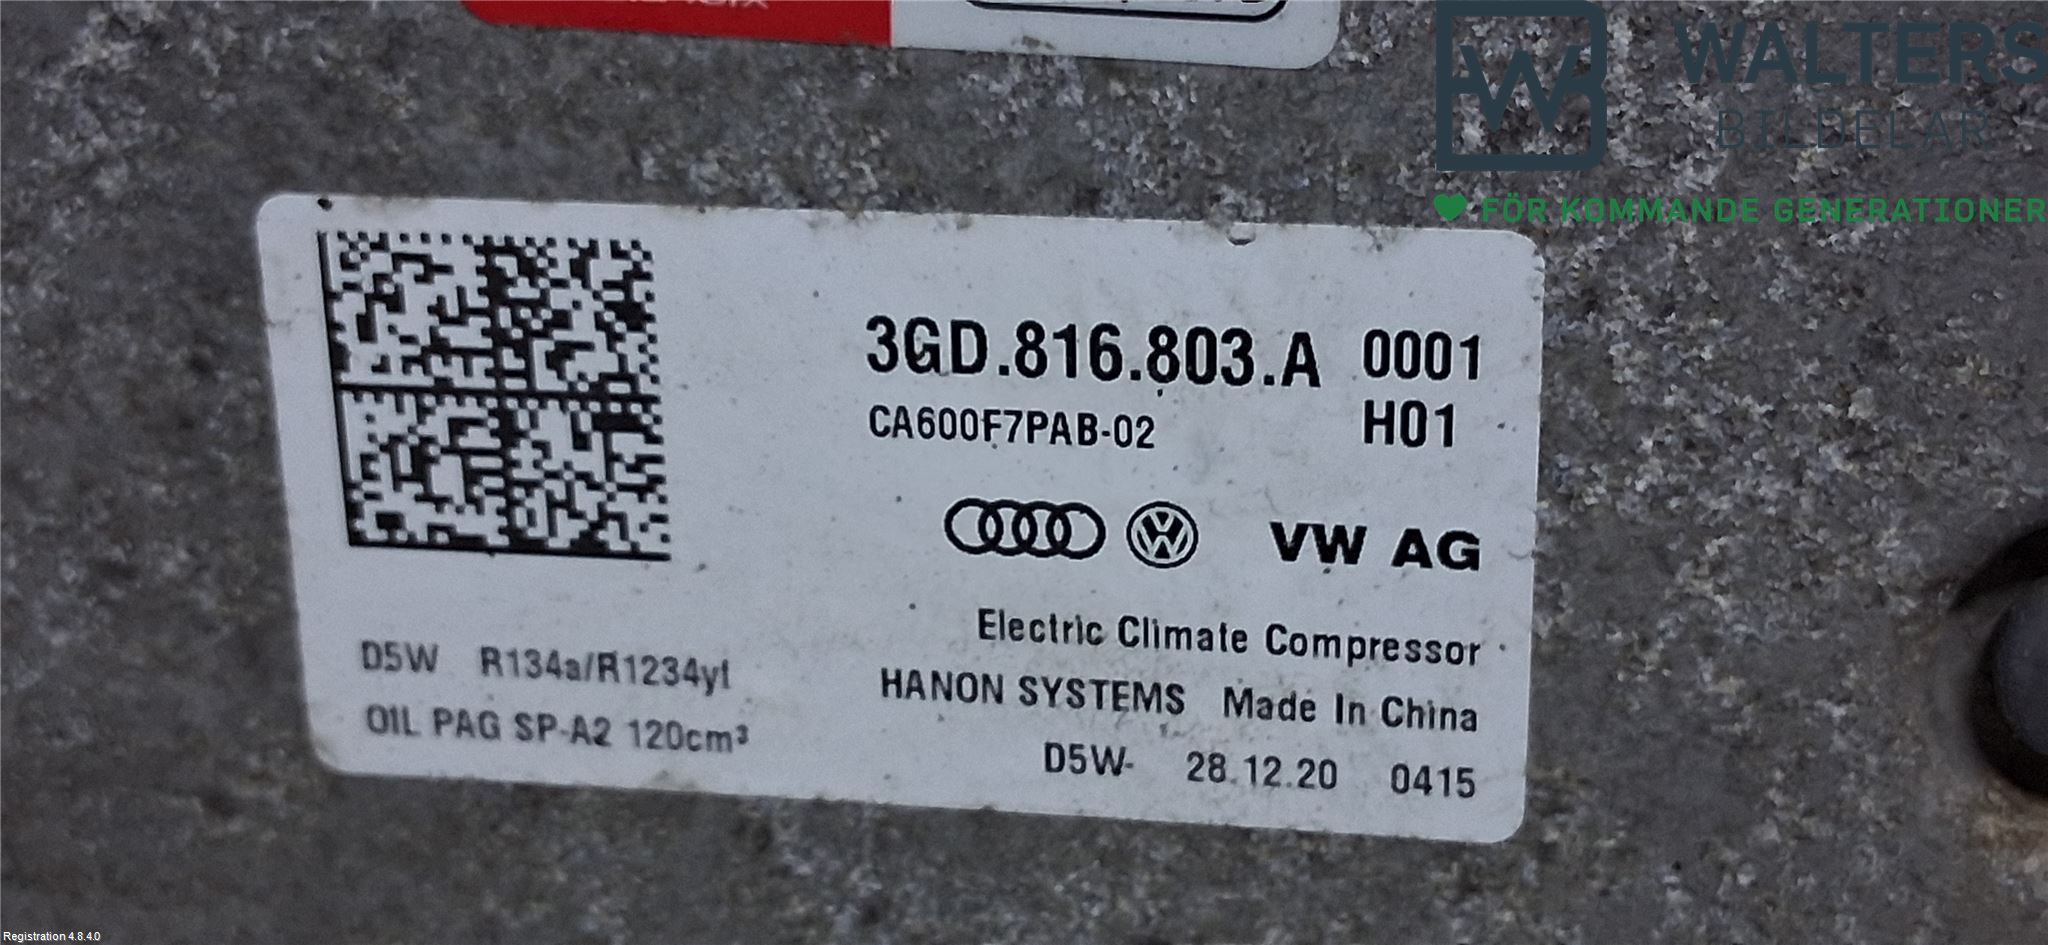 WALTERS
BILDELAR
FÖR KOMMANDE GENERATIONER
3GD.816.803.A 0001
CA600F7PAB-02 H01
VW AG
Electric Climate Compressor
D5W R134a/R1234yf
HANON SYSTEMS Made In China
OIL PAG SP-A2 120cm³
D5W- 28.12.20 0415
Registration 4.8.4.0